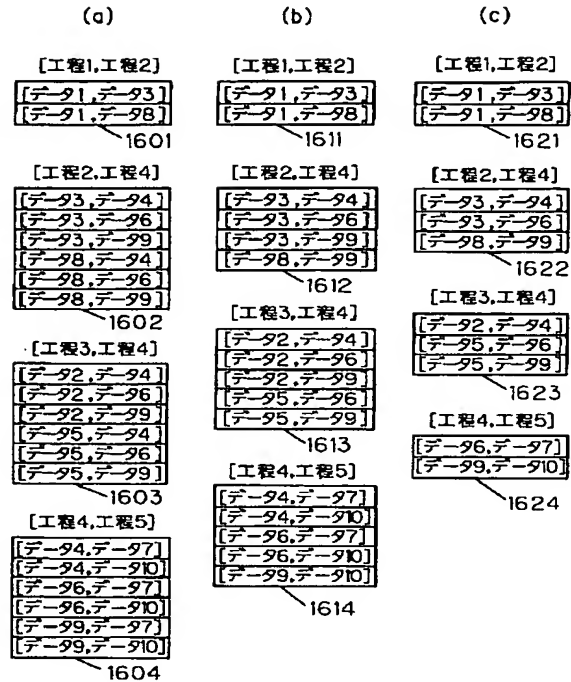 (a)
[工程1,工程2]
[データ1,データ3]
[データ1,データ8]
1601
[工程2,工程4]
[データ3,データ4]
[データ3,データ6]
[データ3,データ9]
[データ8,データ4]
[データ8,データ6]
[データ8,データ9]
1602
[工程3,工程4]
[データ2,データ4]
[データ2,データ6]
[データ2,データ9]
[データ5,データ4]
[データ5,データ6]
[データ5,データ9]
1603
[工程4,工程5]
[データ4,データ7]
[データ4,データ10]
[データ6,データ7]
[データ6,データ10]
[データ9,データ7]
[データ9,データ10]
1604
(b)
[工程1,工程2]
[データ1,データ3]
[データ1,データ8]
1611
[工程2,工程4]
[データ3,データ4]
[データ3,データ6]
[データ3,データ9]
[データ8,データ9]
1612
[工程3,工程4]
[データ2,データ4]
[データ2,データ6]
[データ2,データ9]
[データ5,データ6]
[データ5,データ9]
1613
[工程4,工程5]
[データ4,データ7]
[データ4,データ10]
[データ6,データ7]
[データ6,データ10]
[データ9,データ10]
1614
(c)
[工程1,工程2]
[データ1,データ3]
[データ1,データ8]
1621
[工程2,工程4]
[データ3,データ4]
[データ3,データ6]
[データ8,データ9]
1622
[工程3,工程4]
[データ2,データ4]
[データ5,データ6]
[データ5,データ9]
1623
[工程4,工程5]
[データ6,データ7]
[データ9,データ10]
1624